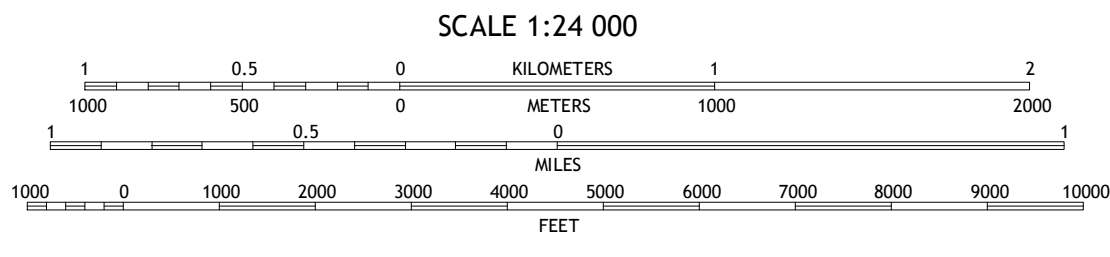 SCALE 1:24 000
1 0.5 0 KILOMETERS 1 2
1000 500 0 METERS 1000 2000
1 0.5 0 1
MILES
1000 0 1000 2000 3000 4000 5000 6000 7000 8000 9000 10000
FEET